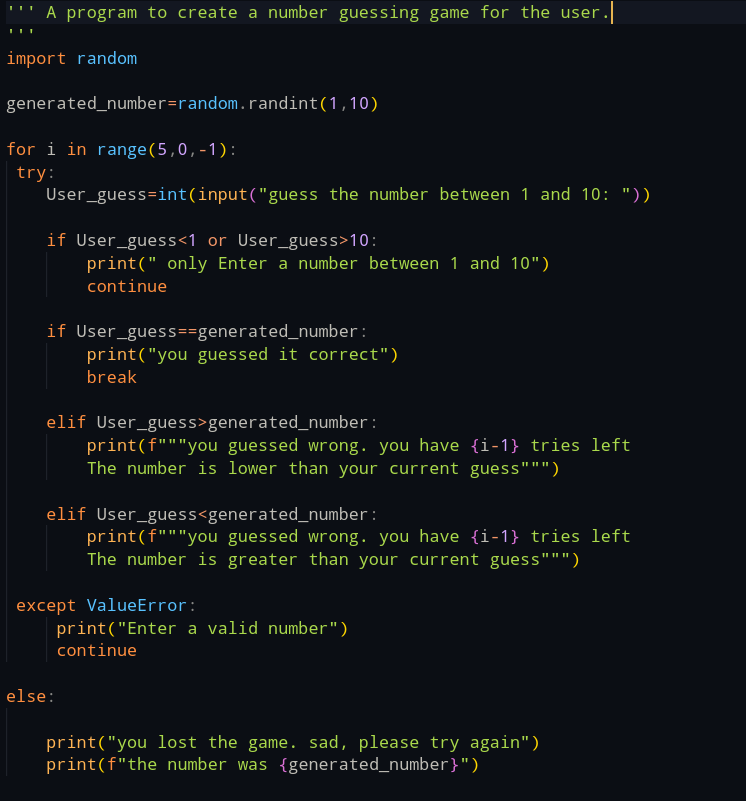 ''' A program to create a number guessing game for the user.
'''
import random

generated_number=random.randint(1,10)

for i in range(5,0,-1):
 try:
    User_guess=int(input("guess the number between 1 and 10: "))

    if User_guess<1 or User_guess>10:
        print(" only Enter a number between 1 and 10")
        continue

    if User_guess==generated_number:
        print("you guessed it correct")
        break

    elif User_guess>generated_number:
        print(f"""you guessed wrong. you have {i-1} tries left
        The number is lower than your current guess""")

    elif User_guess<generated_number:
        print(f"""you guessed wrong. you have {i-1} tries left
        The number is greater than your current guess""")

 except ValueError:
     print("Enter a valid number")
     continue

else:

    print("you lost the game. sad, please try again")
    print(f"the number was {generated_number}")